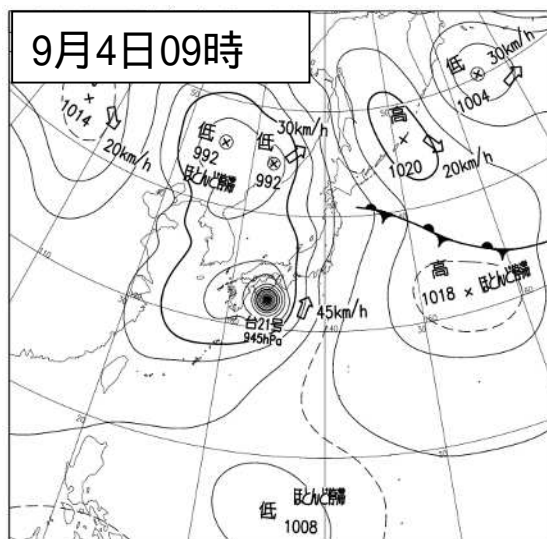 9月4日09時
低
30km/h
1004
1014
20km/h
低
992
ほとんど停滞
低
992
30km/h
高
1020
20km/h
高
1018
ほとんど停滞
台21号
945hPa
45km/h
低
1008
ほとんど停滞